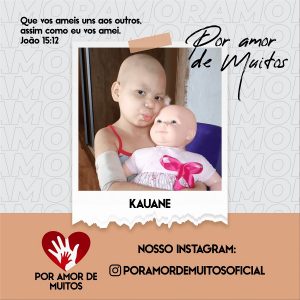 Que vos ameis uns aos outros,
assim como eu vos amei.
João 15:12
Por amor
de Muitos
KAUANE
POR AMOR DE
MUITOS
NOSSO INSTAGRAM:
PORAMORDEMUITOSOFICIAL